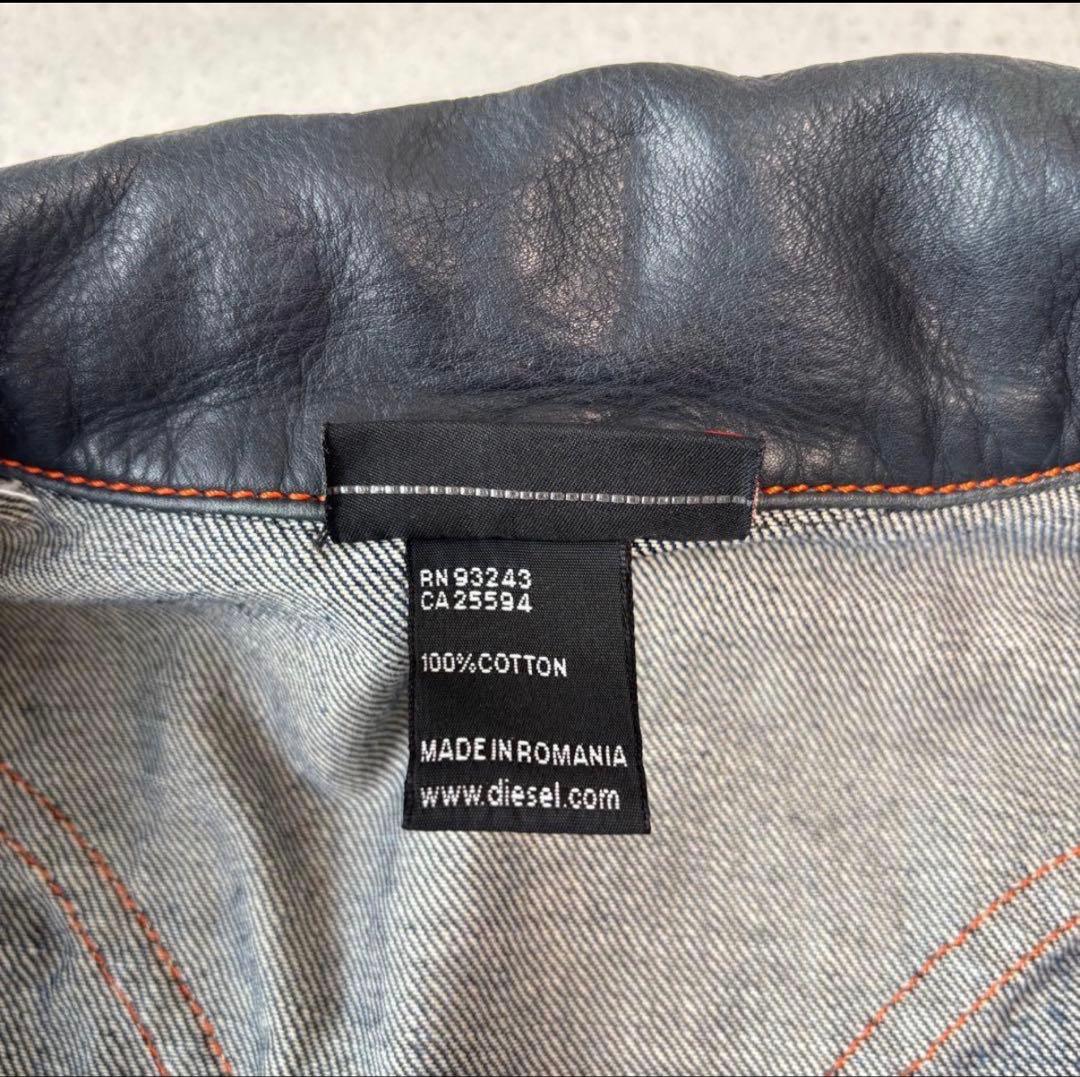 RN 93243
CA 25594
100% COTTON
MADE IN ROMANIA
www.diesel.com